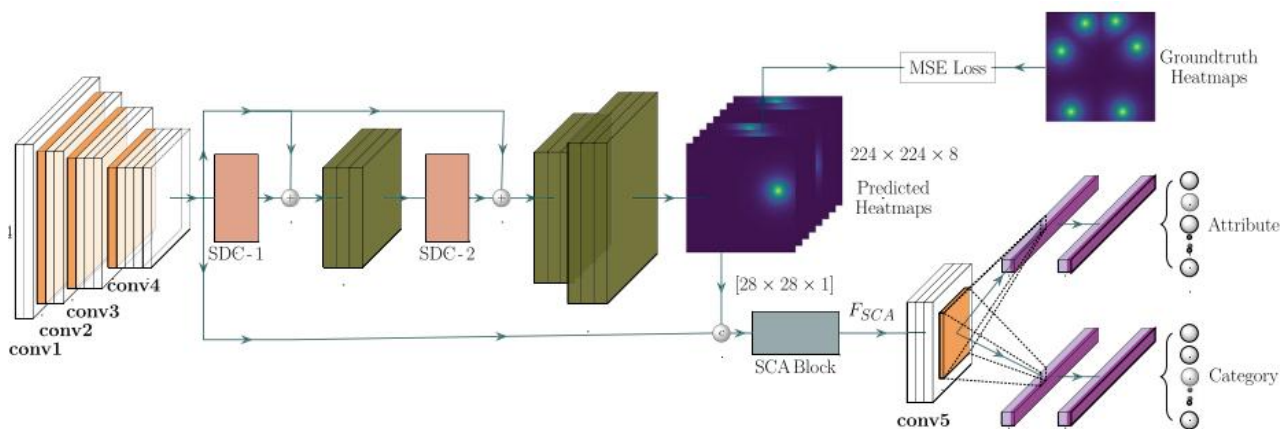 MSE Loss
Groundtruth
Heatmaps
224 × 224 × 8
Predicted
Heatmaps
SDC-1
SDC-2
conv4
conv3
conv2
conv1
[28 × 28 × 1]
c
F_SCA
SCA Block
conv5
Attribute
Category